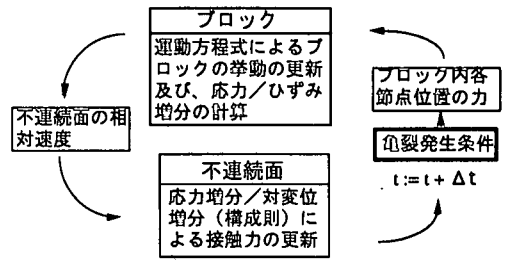 ブロック
運動方程式によるブ
ロックの挙動の更新
及び、応力／ひずみ
増分の計算
不連続面の相
対速度
不連続面
応力増分／対変位
増分（構成則）に
よる接触力の更新
ブロック内各
節点位置の力
亀裂発生条件
t:=t+Δt